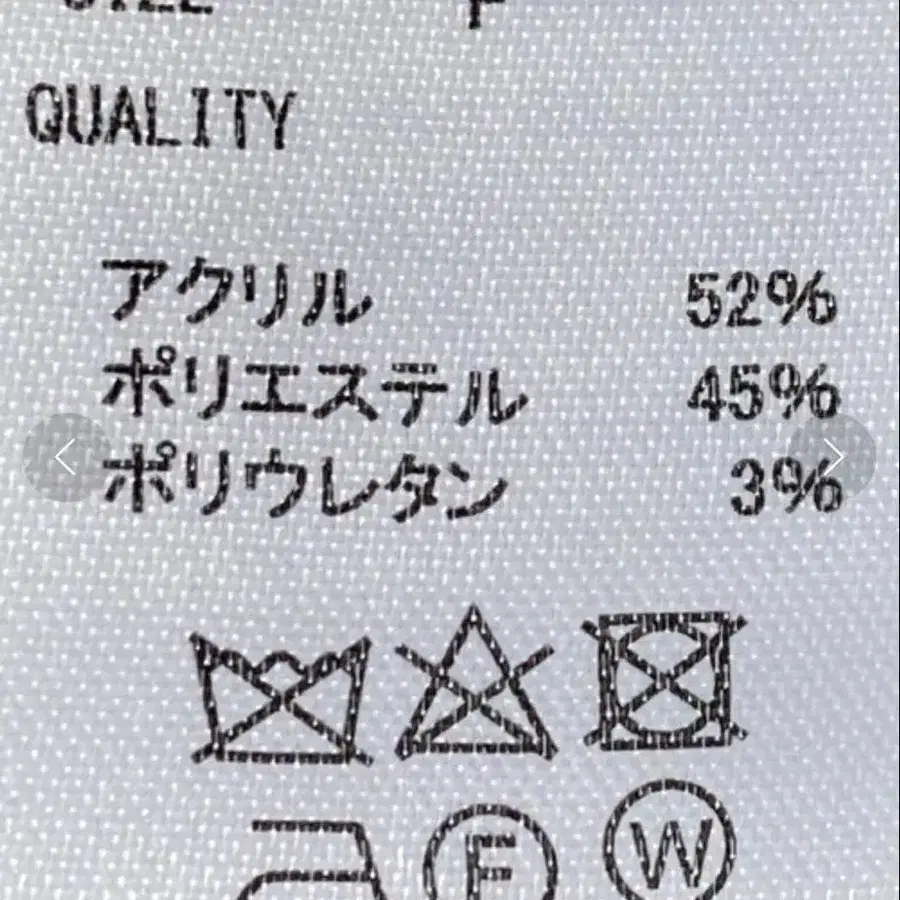 SIZE F
QUALITY
アクリル 52%
ポリエステル 45%
ポリウレタン 3%
F W